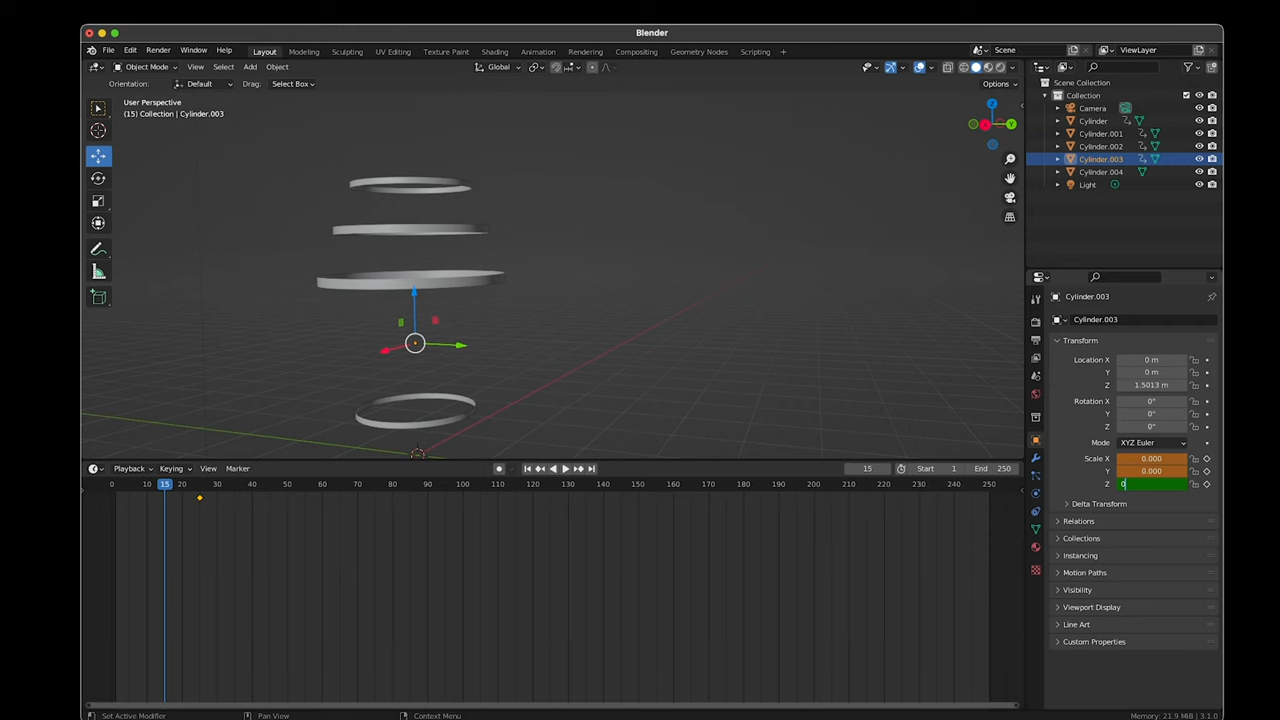 Blender
File Edit Render Window Help Layout Modeling Sculpting UV Editing Texture Paint Shading Animation Rendering Compositing Geometry Nodes Scripting + Scene ViewLayer
Object Mode View Select Add Object Global
Orientation: Default Drag: Select Box Options
User Perspective
(15) Collection | Cylinder.003
Z
Y
Scene Collection
Collection
Camera
Cylinder
Cylinder.001
Cylinder.002
Cylinder.003
Cylinder.004
Light
Cylinder.003
Cylinder.003
Transform
Location X 0 m
Y 0 m
Z 1.5013 m
Rotation X 0°
Y 0°
Z 0°
Mode XYZ Euler
Scale X 0.000
Y 0.000
Z 0
Delta Transform
Relations
Collections
Instancing
Motion Paths
Visibility
Viewport Display
Line Art
Custom Properties
Playback Keying View Marker 15 Start 1 End 250
0 10 15 20 30 40 50 60 70 80 90 100 110 120 130 140 150 160 170 180 190 200 210 220 230 240 250
Set Active Modifier Pan View Context Menu Memory: 21.9 MiB | 3.1.0